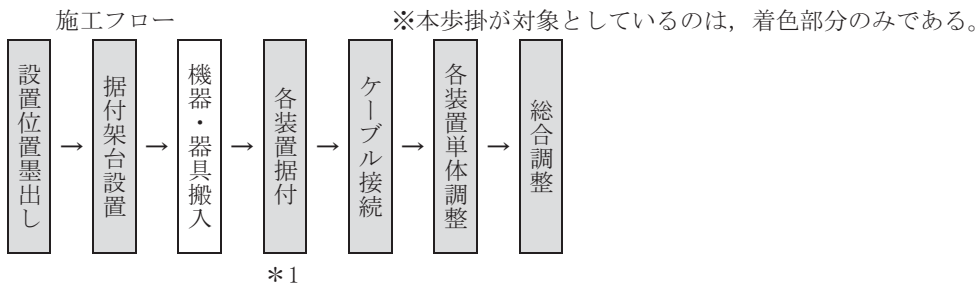 施工フロー
※本歩掛が対象としているのは，着色部分のみである。
設置位置墨出し
→
据付架台設置
→
機器・器具搬入
→
各装置据付
→
ケーブル接続
→
各装置単体調整
→
総合調整
＊1